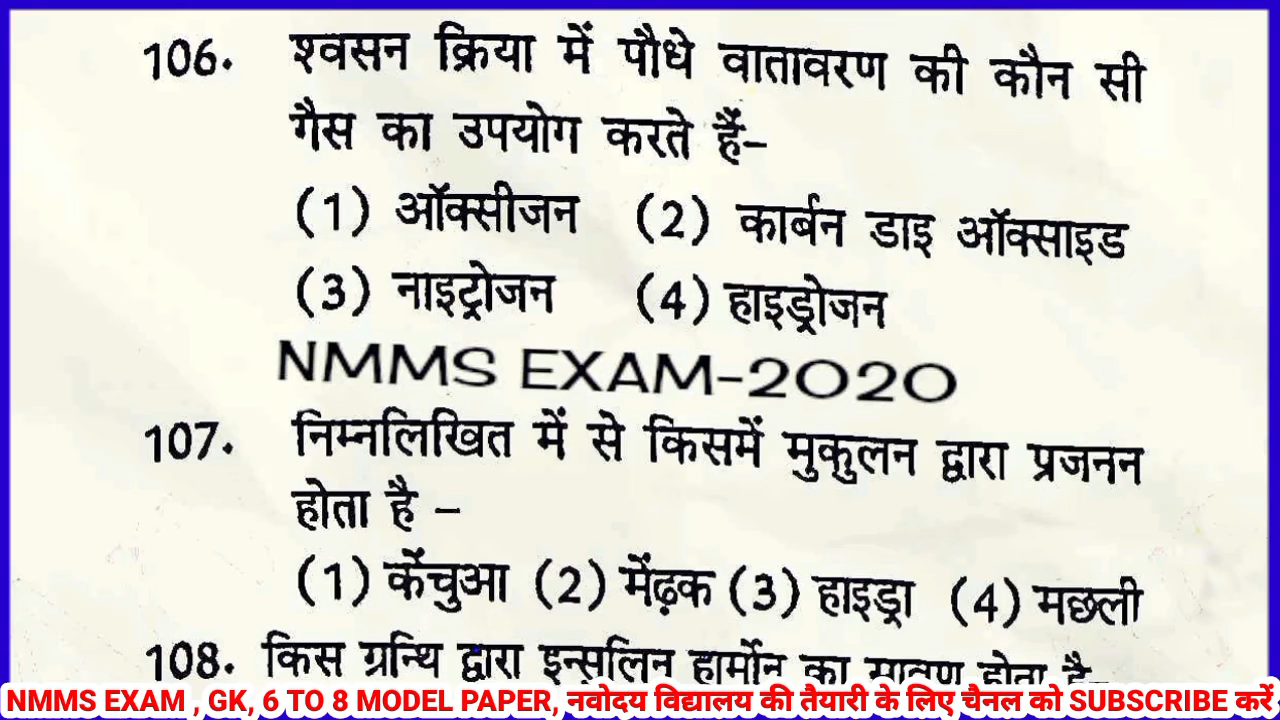 106. श्वसन क्रिया में पौधे वातावरण की कौन सी
गैस का उपयोग करते हैं–
(1) ऑक्सीजन (2) कार्बन डाइ ऑक्साइड
(3) नाइट्रोजन (4) हाइड्रोजन
NMMS EXAM-2020
107. निम्नलिखित में से किसमें मुकुलन द्वारा प्रजनन
होता है –
(1) केंचुआ (2) मेंढ़क (3) हाइड्रा (4) मछली
108. किस ग्रन्थि द्वारा इन्सुलिन हार्मोन का स्रावण होता है–
NMMS EXAM , GK, 6 TO 8 MODEL PAPER, नवोदय विद्यालय की तैयारी के लिए चैनल को SUBSCRIBE करें